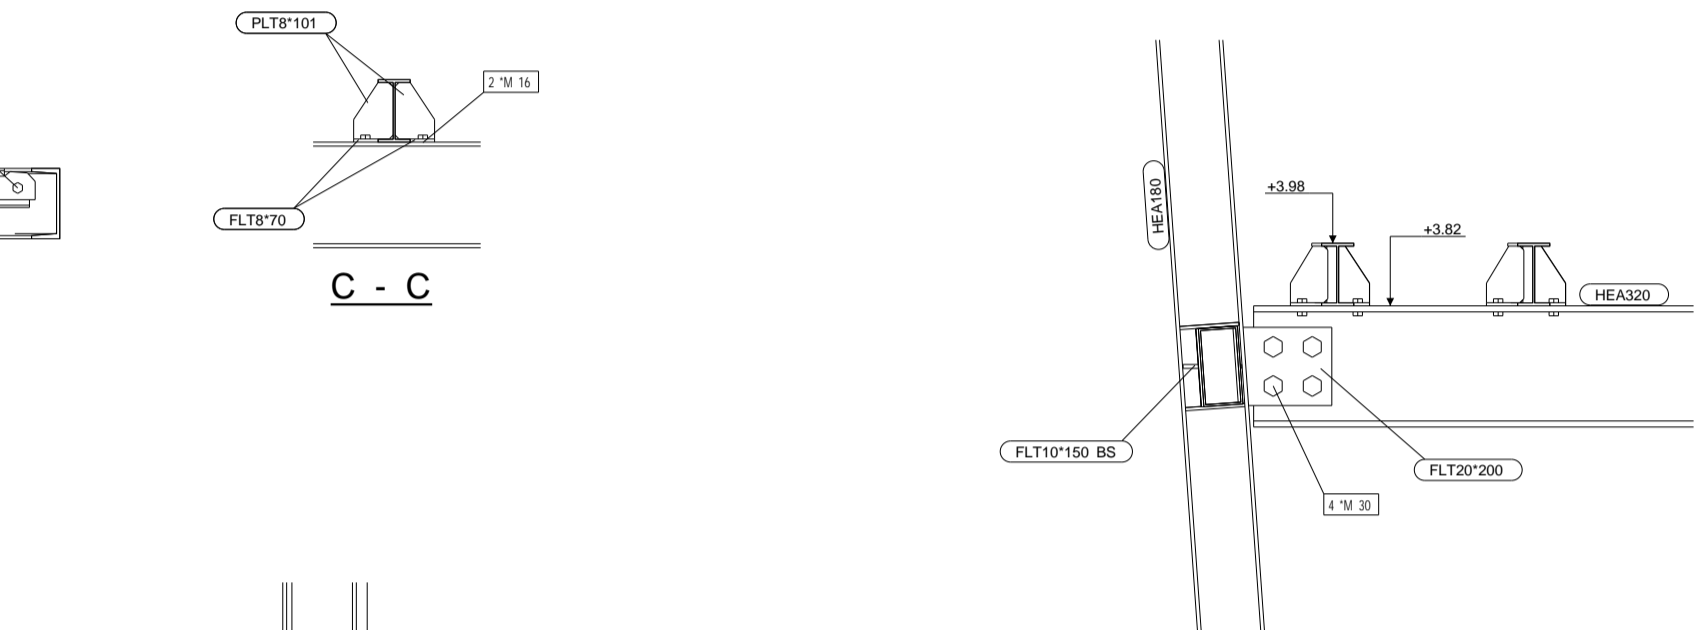 PLT8*101
2 *M 16
FLT8*70
C - C
HEA180
+3.98
+3.82
HEA320
FLT10*150 BS
FLT20*200
4 *M 30